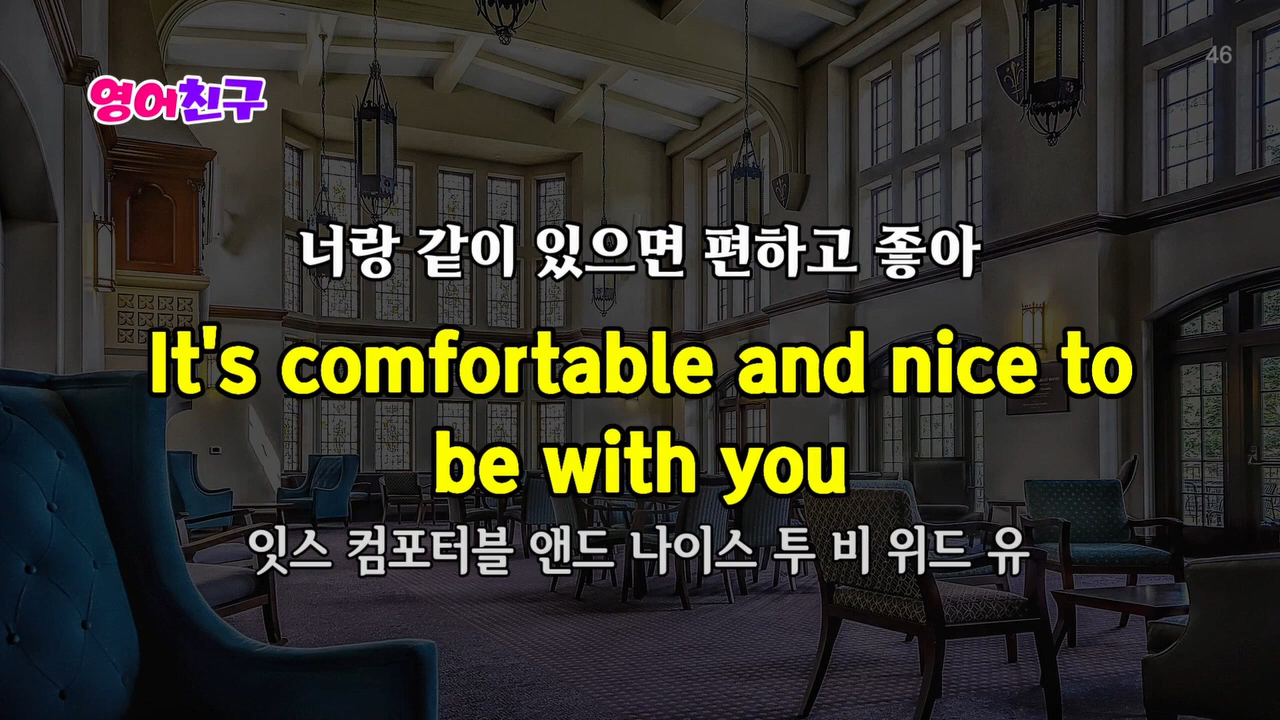 46
영어친구
너랑 같이 있으면 편하고 좋아
It's comfortable and nice to
be with you
잇스 컴포터블 앤드 나이스 투 비 위드 유